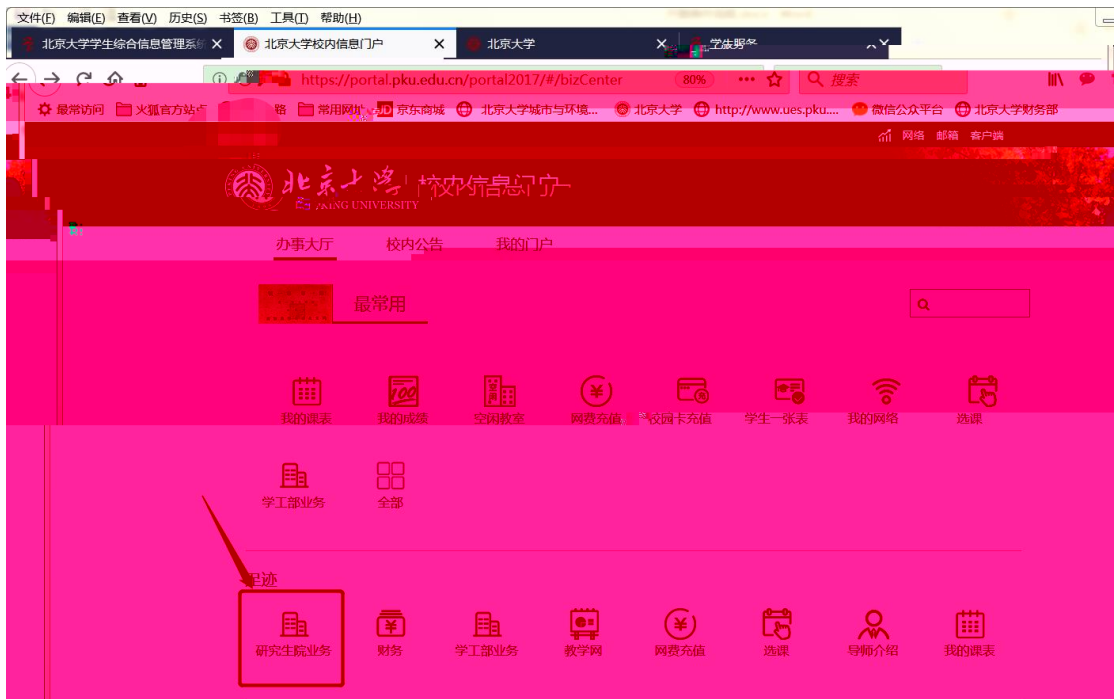 文件(F) 编辑(E) 查看(V) 历史(S) 书签(B) 工具(T) 帮助(H)
北京大学学生综合信息管理系统 北京大学校内信息门户 北京大学
https://portal.pku.edu.cn/portal2017/#/bizCenter 80% 搜索
最常访问 火狐官方站点 常用网址 JD 京东商城 北京大学城市与环境... 北京大学 http://www.ues.pku.... 微信公众平台 北京大学财务部
网络 邮箱 客户端
北京大学 校内信息门户
PEKING UNIVERSITY
办事大厅 校内公告 我的门户
最常用
我的课表 我的成绩 空闲教室 网费充值 校园卡充值 学生一张表 我的网络 选课
学工部业务 全部
足迹
研究生院业务 财务 学工部业务 教学网 网费充值 选课 导师介绍 我的课表